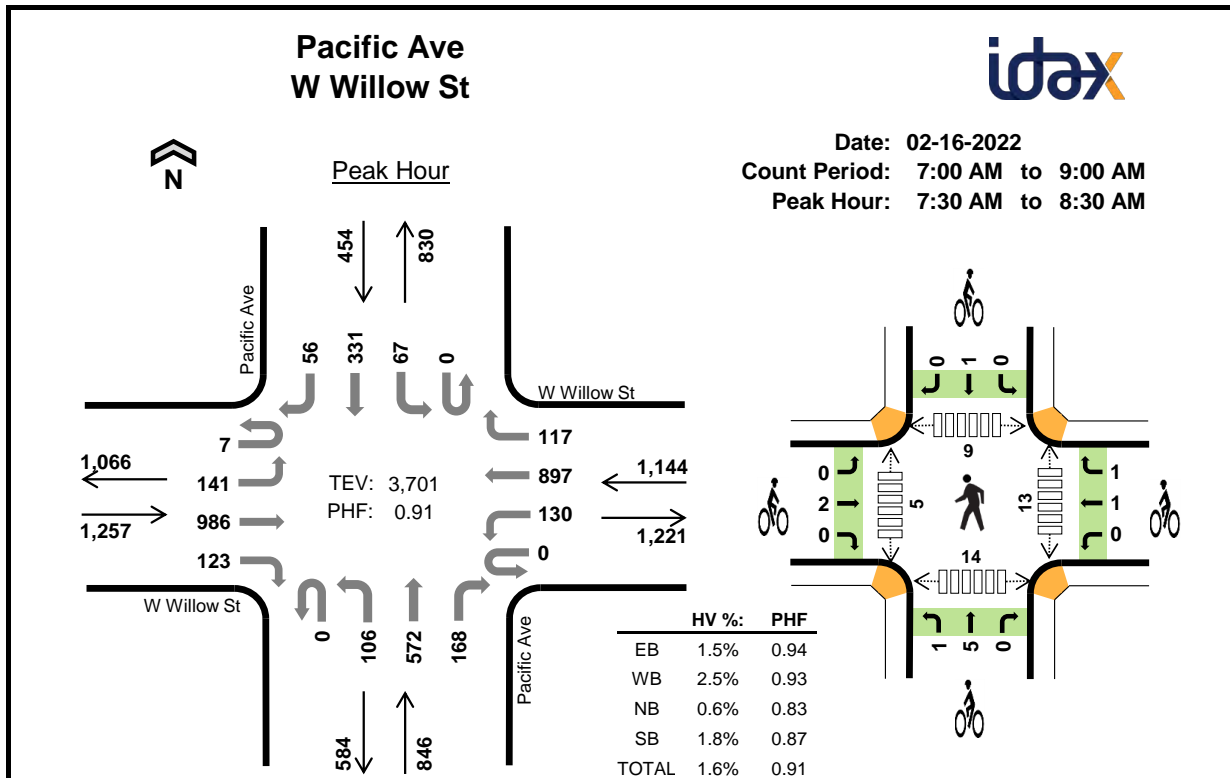 Pacific Ave
W Willow St
idax
N
Peak Hour
Date: 02-16-2022
Count Period: 7:00 AM to 9:00 AM
Peak Hour: 7:30 AM to 8:30 AM
454
830
Pacific Ave
56
331
67
0
W Willow St
7
141
986
123
1,066
1,257
TEV: 3,701
PHF: 0.91
117
897
130
0
1,144
1,221
W Willow St
0
106
572
168
Pacific Ave
584
846
HV %: PHF
EB 1.5% 0.94
WB 2.5% 0.93
NB 0.6% 0.83
SB 1.8% 0.87
TOTAL 1.6% 0.91
0 1 0
9
0
2
0
5
13
1
1
0
14
1 5 0